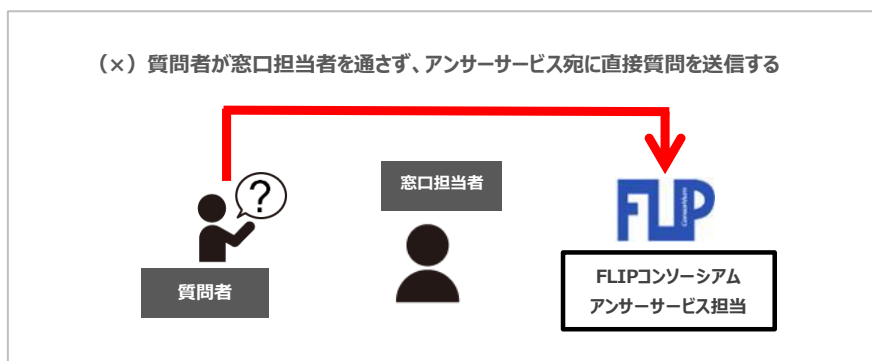 （×）質問者が窓口担当者を通さず、アンサーサービス宛に直接質問を送信する
?
窓口担当者
FLIP
Consortium
質問者
FLIPコンソーシアム
アンサーサービス担当